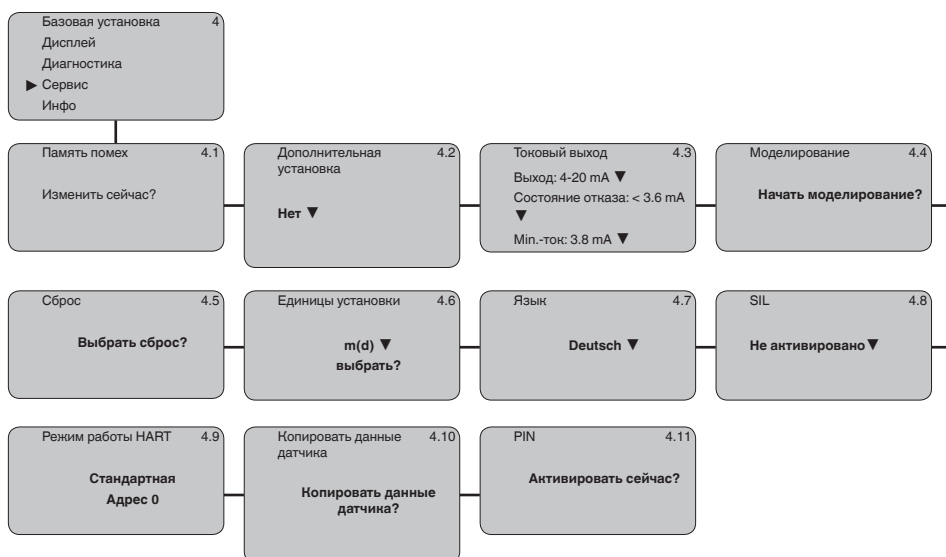 Базовая установка 4
Дисплей
Диагностика
▶ Сервис
Инфо
Память помех 4.1
Изменить сейчас?
Дополнительная 4.2
установка
Нет ▼
Токовый выход 4.3
Выход: 4-20 mA ▼
Состояние отказа: < 3.6 mA
▼
Min.-ток: 3.8 mA ▼
Моделирование 4.4
Начать моделирование?
Сброс 4.5
Выбрать сброс?
Единицы установки 4.6
m(d) ▼
выбрать?
Язык 4.7
Deutsch ▼
SIL 4.8
Не активировано ▼
Режим работы HART 4.9
Стандартная
Адрес 0
Копировать данные 4.10
датчика
Копировать данные
датчика?
PIN 4.11
Активировать сейчас?